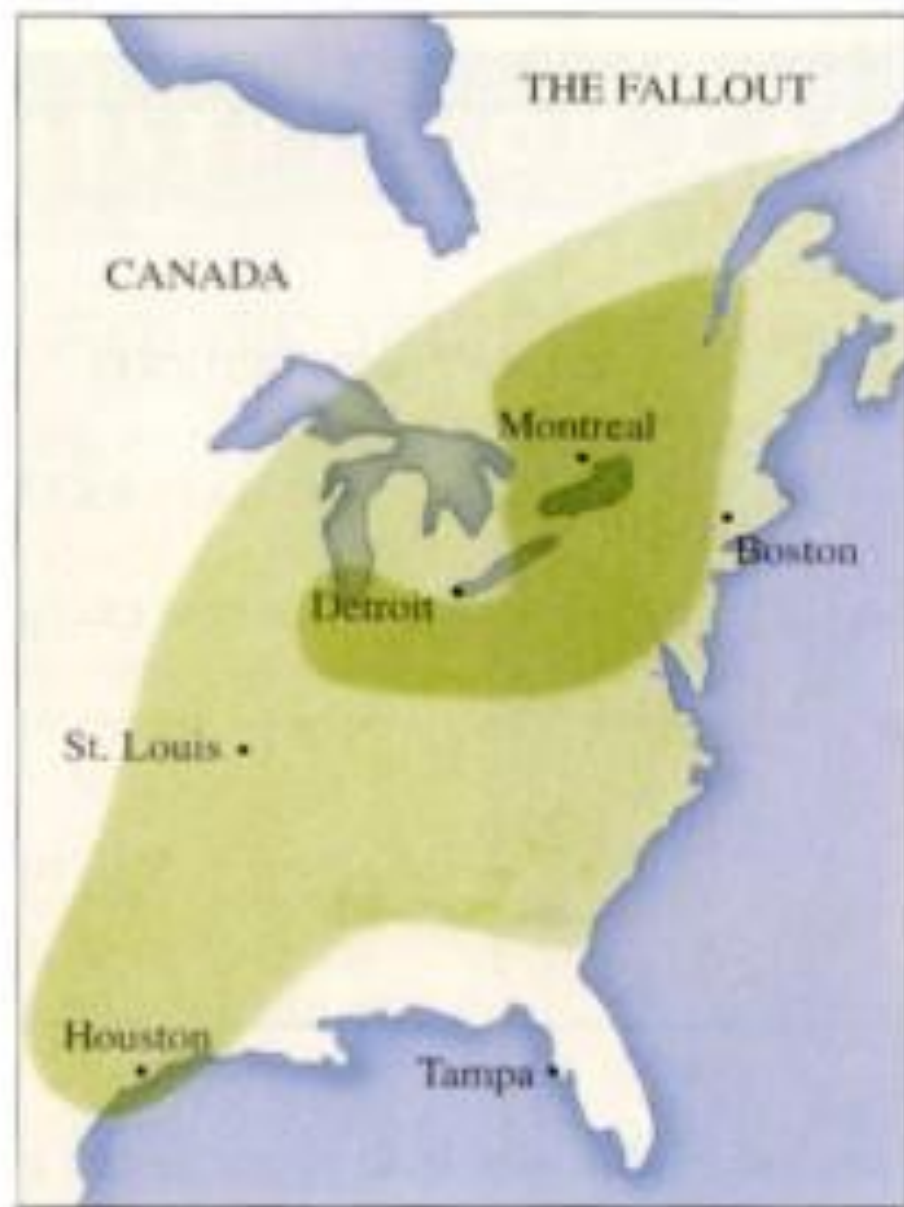 THE FALLOUT
CANADA
Montreal
Boston
Detroit
St. Louis
Houston
Tampa